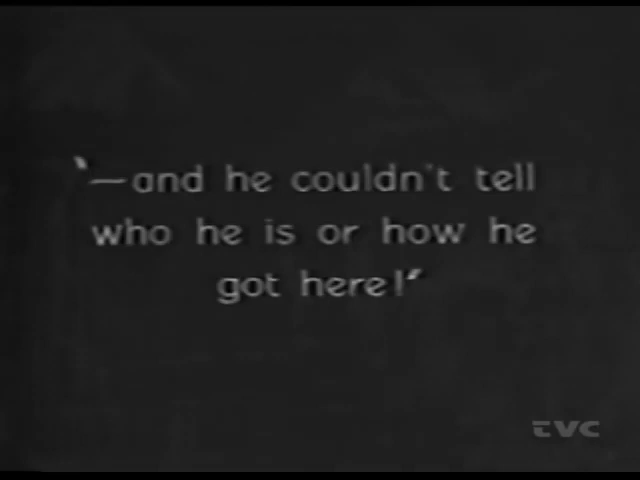 "—and he couldn't tell
who he is or how he
got here!"
TVC